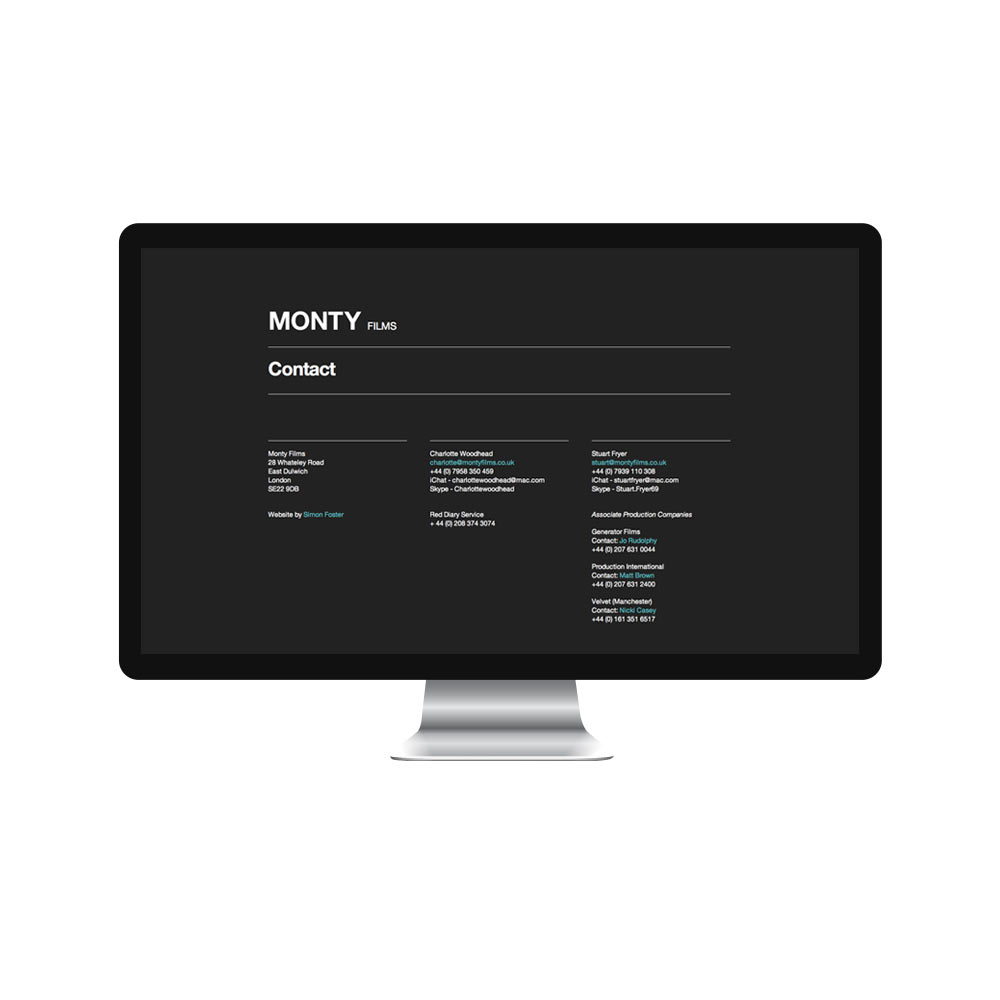 MONTY FILMS
Contact
Monty Films
28 Whateley Road
East Dulwich
London
SE22 9DB
Website by Simon Foster
Charlotte Woodhead
charlotte@montyfilms.co.uk
+44 (0) 7958 350 459
iChat - charlottewoodhead@mac.com
Skype - Charlottewoodhead
Red Diary Service
+ 44 (0) 208 374 3074
Stuart Fryer
stuart@montyfilms.co.uk
+44 (0) 7939 110 308
iChat - stuartfryer@mac.com
Skype - Stuart.Fryer69
Associate Production Companies
Generator Films
Contact: Jo Rudolphy
+44 (0) 207 631 0044
Production International
Contact: Matt Brown
+44 (0) 207 631 2400
Velvet (Manchester)
Contact: Nicki Casey
+44 (0) 161 351 6517